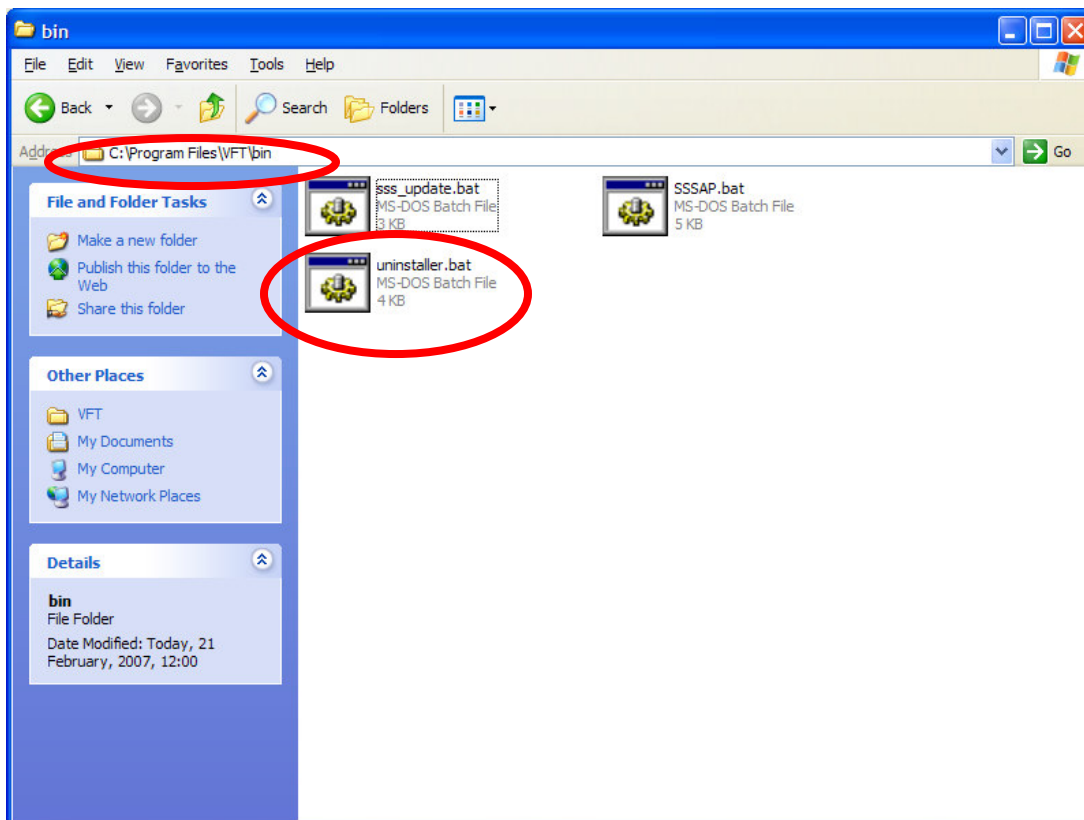 bin
File Edit View Favorites Tools Help
Back Search Folders
Address C:\Program Files\VFT\bin Go
File and Folder Tasks
Make a new folder
Publish this folder to the
Web
Share this folder
Other Places
VFT
My Documents
My Computer
My Network Places
Details
bin
File Folder
Date Modified: Today, 21
February, 2007, 12:00
sss_update.bat
MS-DOS Batch File
3 KB
SSSAP.bat
MS-DOS Batch File
5 KB
uninstaller.bat
MS-DOS Batch File
4 KB